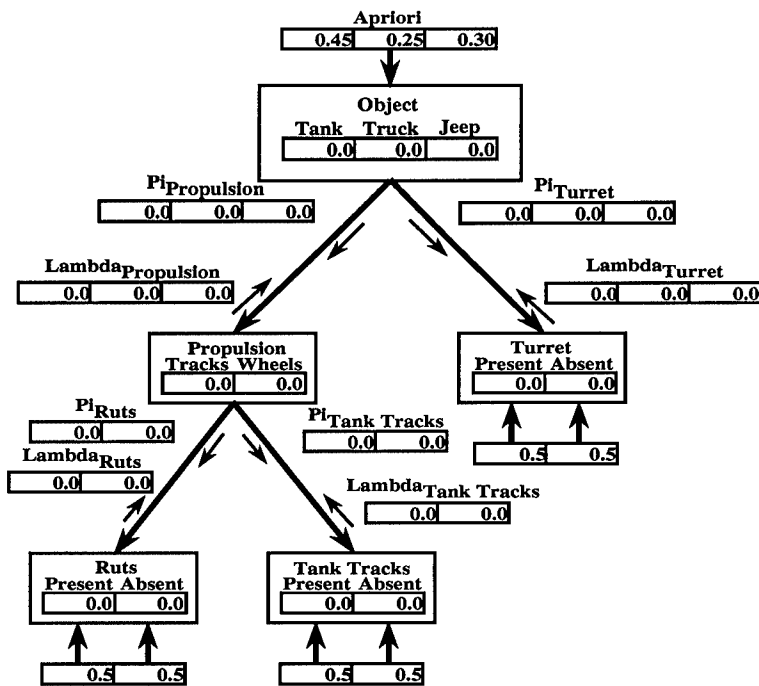 Apriori
0.45 0.25 0.30
Object
Tank Truck Jeep
0.0 0.0 0.0
PiPropulsion
0.0 0.0 0.0
PiTurret
0.0 0.0 0.0
LambdaPropulsion
0.0 0.0 0.0
LambdaTurret
0.0 0.0 0.0
Propulsion
Tracks Wheels
0.0 0.0
Turret
Present Absent
0.0 0.0
0.5 0.5
PiRuts
0.0 0.0
PiTank Tracks
0.0 0.0
LambdaRuts
0.0 0.0
LambdaTank Tracks
0.0 0.0
Ruts
Present Absent
0.0 0.0
0.5 0.5
Tank Tracks
Present Absent
0.0 0.0
0.5 0.5